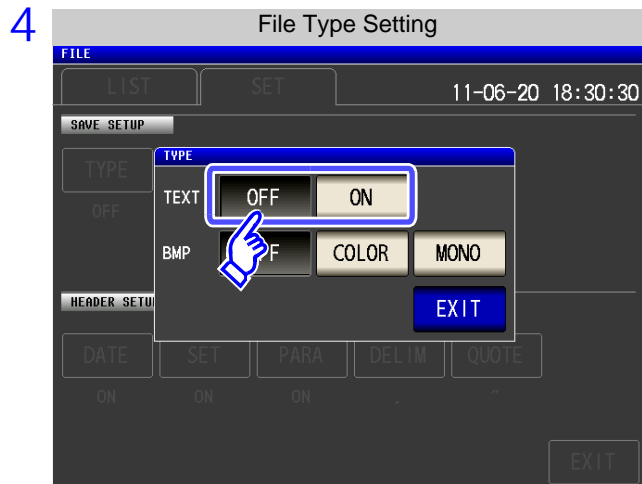 4
File Type Setting
FILE
LIST SET 11-06-20 18:30:30
SAVE SETUP
TYPE
OFF
TYPE
TEXT OFF ON
BMP COLOR MONO
EXIT
HEADER SETU
DATE SET PARA DELIM QUOTE
ON ON ON , "
EXIT